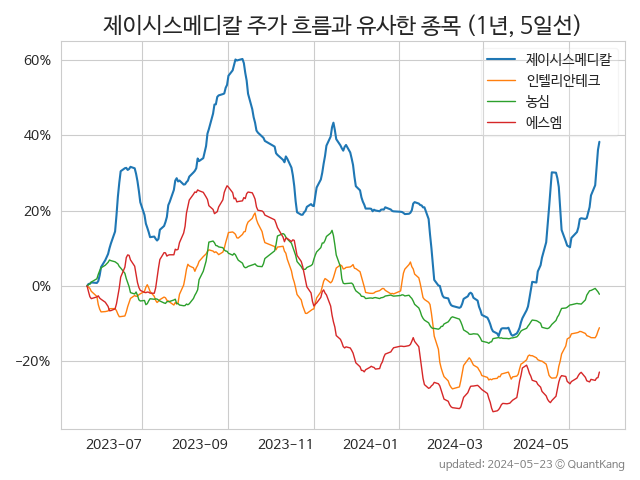 제이시스메디칼 주가 흐름과 유사한 종목 (1년, 5일선)
제이시스메디칼
인텔리안테크
농심
에스엠
60%
40%
20%
0%
−20%
2023-07
2023-09
2023-11
2024-01
2024-03
2024-05
updated: 2024-05-23 © QuantKang